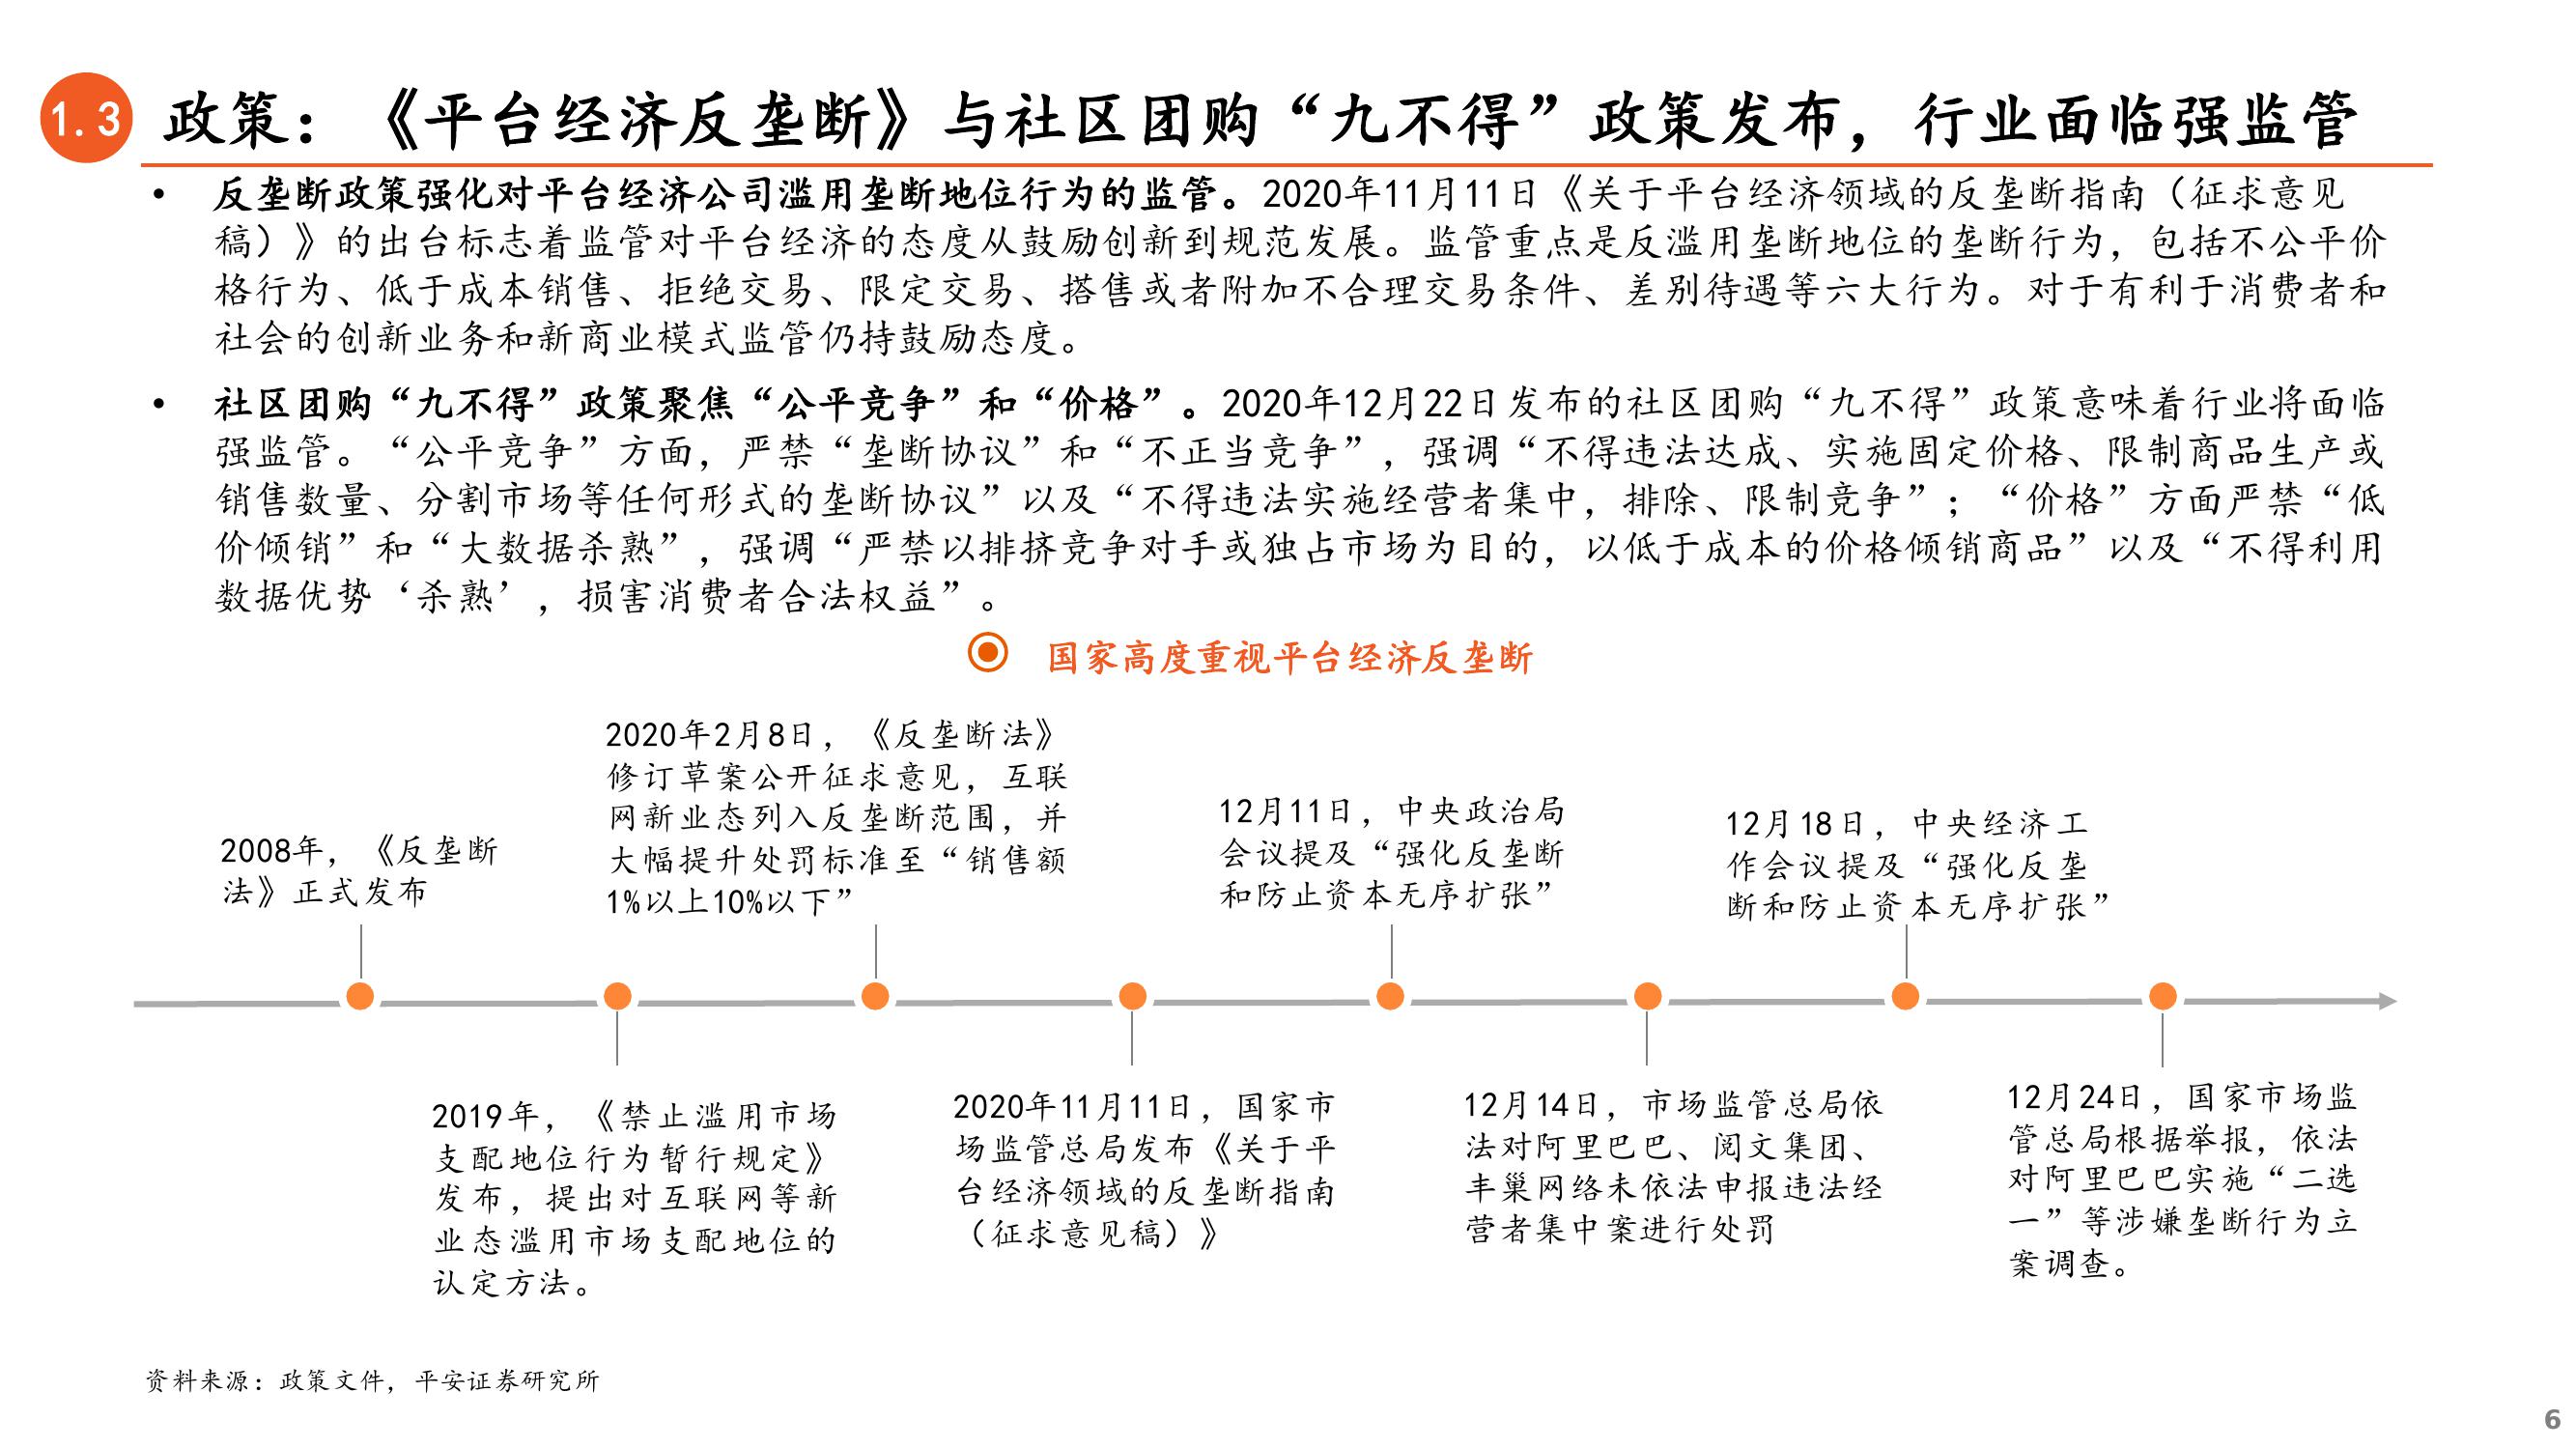 1.3 政策：《平台经济反垄断》与社区团购“九不得”政策发布，行业面临强监管
• 反垄断政策强化对平台经济公司滥用垄断地位行为的监管。2020年11月11日《关于平台经济领域的反垄断指南（征求意见
稿）》的出台标志着监管对平台经济的态度从鼓励创新到规范发展。监管重点是反滥用垄断地位的垄断行为，包括不公平价
格行为、低于成本销售、拒绝交易、限定交易、搭售或者附加不合理交易条件、差别待遇等六大行为。对于有利于消费者和
社会的创新业务和新商业模式监管仍持鼓励态度。
• 社区团购“九不得”政策聚焦“公平竞争”和“价格”。2020年12月22日发布的社区团购“九不得”政策意味着行业将面临
强监管。“公平竞争”方面，严禁“垄断协议”和“不正当竞争”，强调“不得违法达成、实施固定价格、限制商品生产或
销售数量、分割市场等任何形式的垄断协议”以及“不得违法实施经营者集中，排除、限制竞争”；“价格”方面严禁“低
价倾销”和“大数据杀熟”，强调“严禁以排挤竞争对手或独占市场为目的，以低于成本的价格倾销商品”以及“不得利用
数据优势‘杀熟’，损害消费者合法权益”。
国家高度重视平台经济反垄断
2008年，《反垄断
法》正式发布
2020年2月8日，《反垄断法》
修订草案公开征求意见，互联
网新业态列入反垄断范围，并
大幅提升处罚标准至“销售额
1%以上10%以下”
12月11日，中央政治局
会议提及“强化反垄断
和防止资本无序扩张”
12月18日，中央经济工
作会议提及“强化反垄
断和防止资本无序扩张”
2019年，《禁止滥用市场
支配地位行为暂行规定》
发布，提出对互联网等新
业态滥用市场支配地位的
认定方法。
2020年11月11日，国家市
场监管总局发布《关于平
台经济领域的反垄断指南
（征求意见稿）》
12月14日，市场监管总局依
法对阿里巴巴、阅文集团、
丰巢网络未依法申报违法经
营者集中案进行处罚
12月24日，国家市场监
管总局根据举报，依法
对阿里巴巴实施“二选
一”等涉嫌垄断行为立
案调查。
资料来源：政策文件，平安证券研究所
6